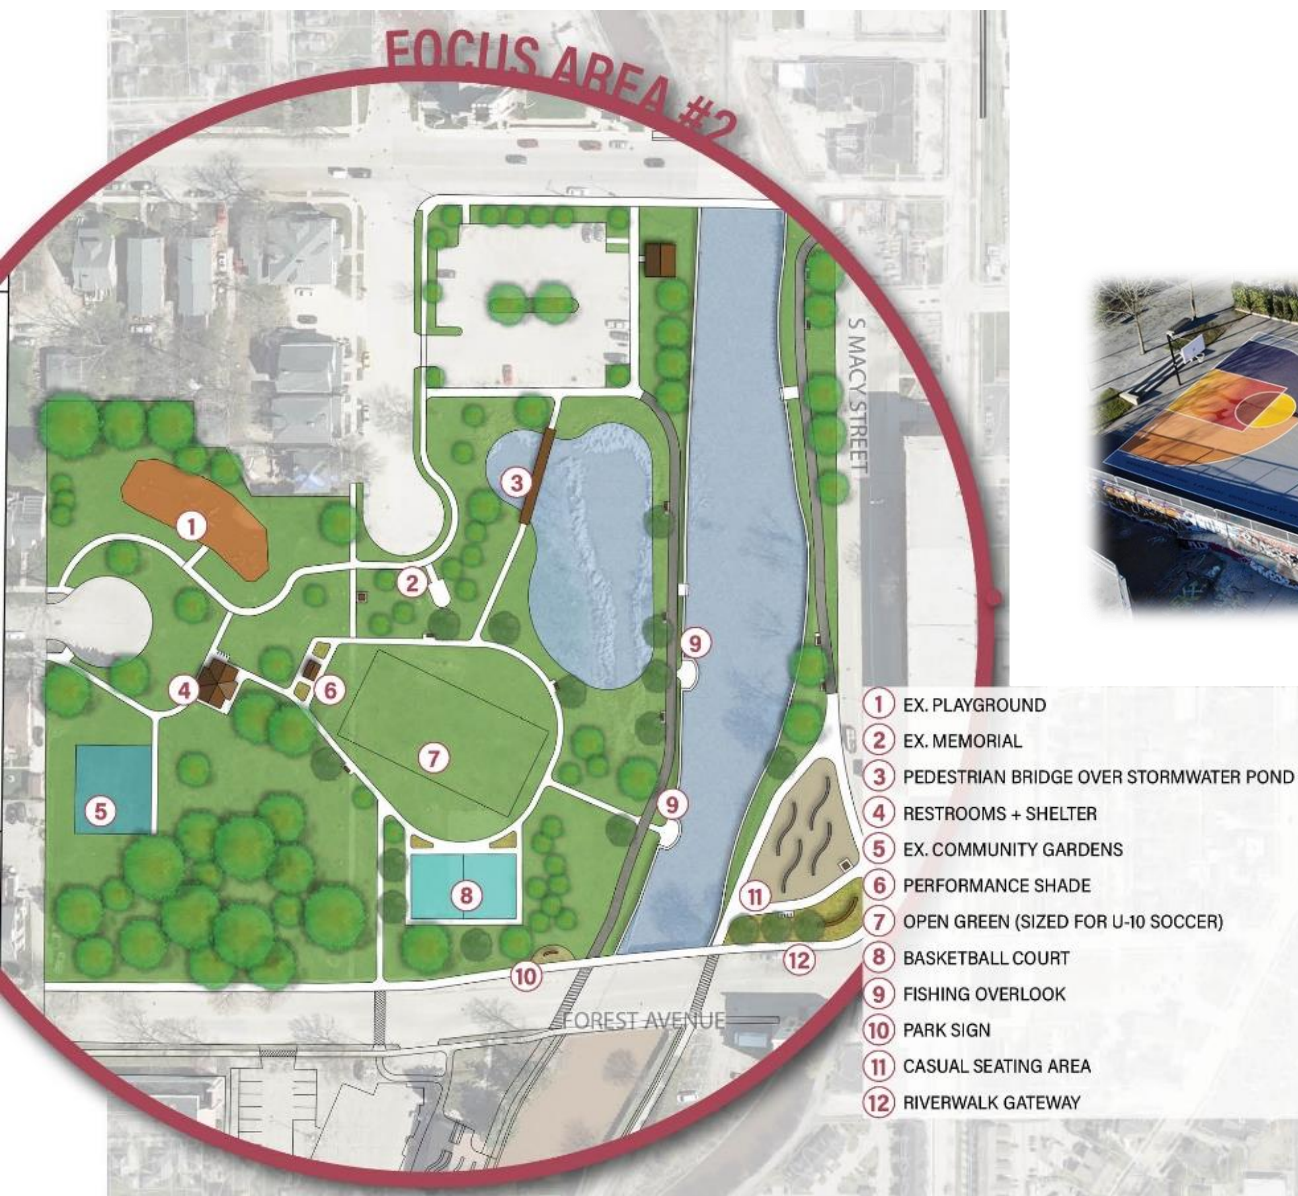 FOCUS AREA #2
S MACY STREET
1
2
3
4
5
6
7
8
9
9
10
11
12
FOREST AVENUE
1 EX. PLAYGROUND
2 EX. MEMORIAL
3 PEDESTRIAN BRIDGE OVER STORMWATER POND
4 RESTROOMS + SHELTER
5 EX. COMMUNITY GARDENS
6 PERFORMANCE SHADE
7 OPEN GREEN (SIZED FOR U-10 SOCCER)
8 BASKETBALL COURT
9 FISHING OVERLOOK
10 PARK SIGN
11 CASUAL SEATING AREA
12 RIVERWALK GATEWAY